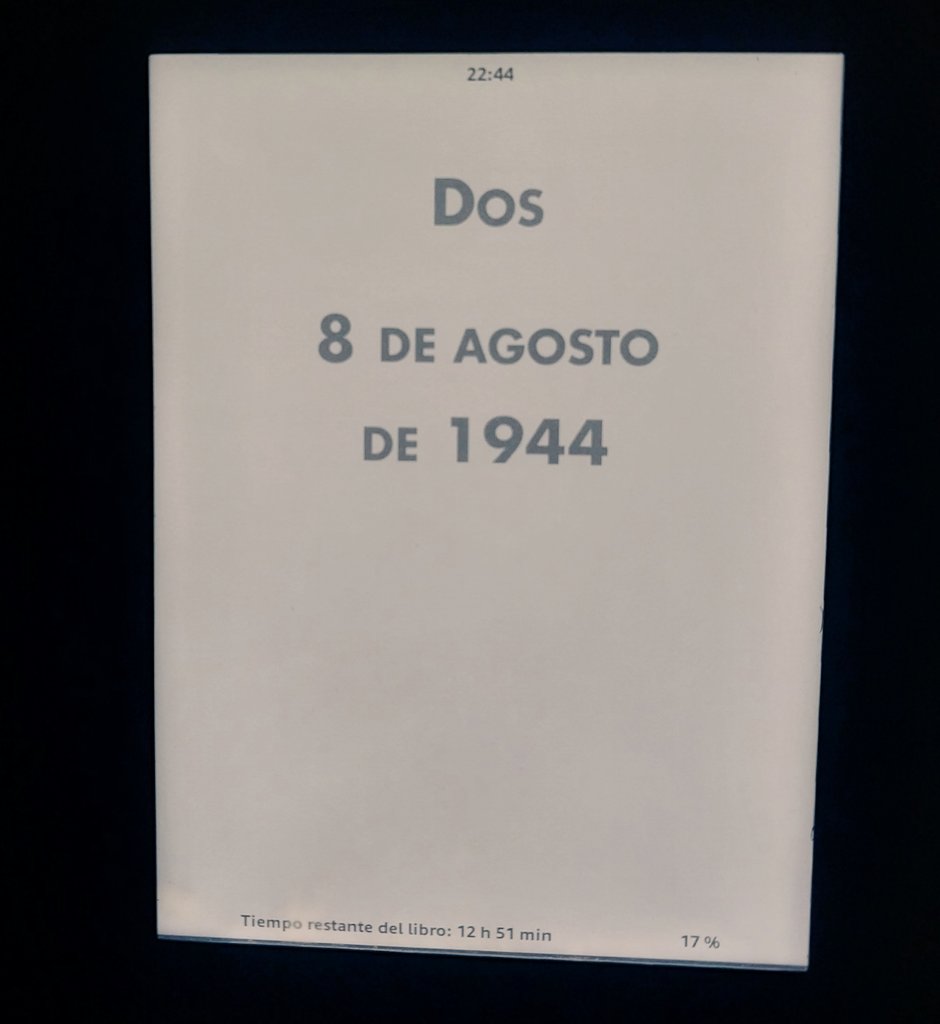 22:44
Dos
8 DE AGOSTO
DE 1944
Tiempo restante del libro: 12 h 51 min
17 %